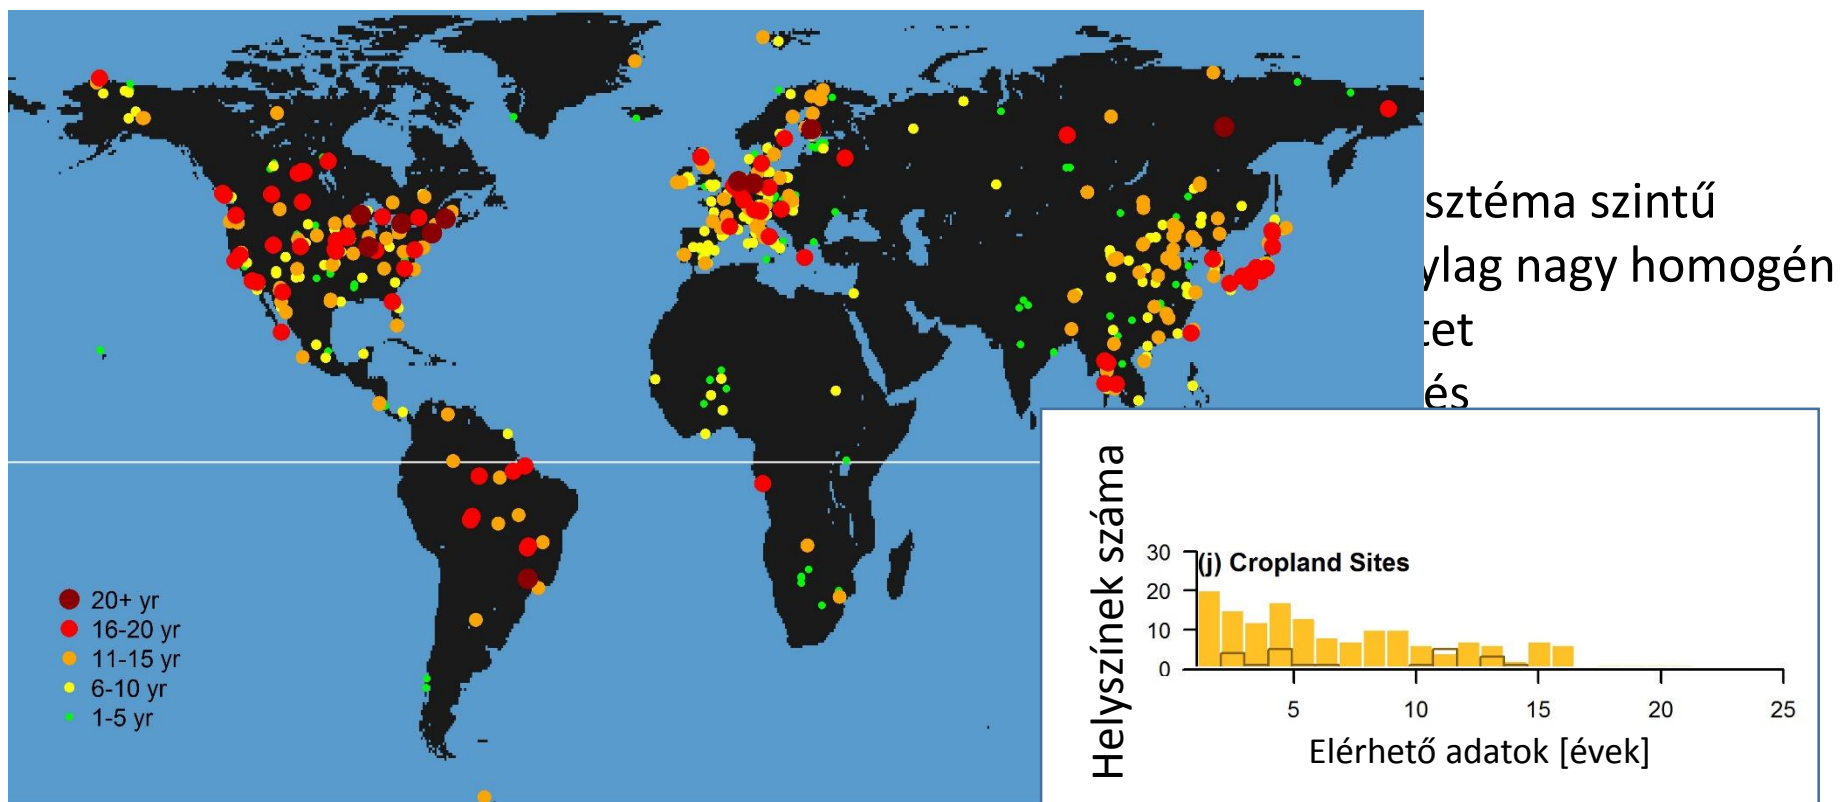 20+ yr
16-20 yr
11-15 yr
6-10 yr
1-5 yr
sztéma szintű
ylag nagy homogén
tet
és
Helyszínek száma
(j) Cropland Sites
30
20
10
0
5 10 15 20 25
Elérhető adatok [évek]